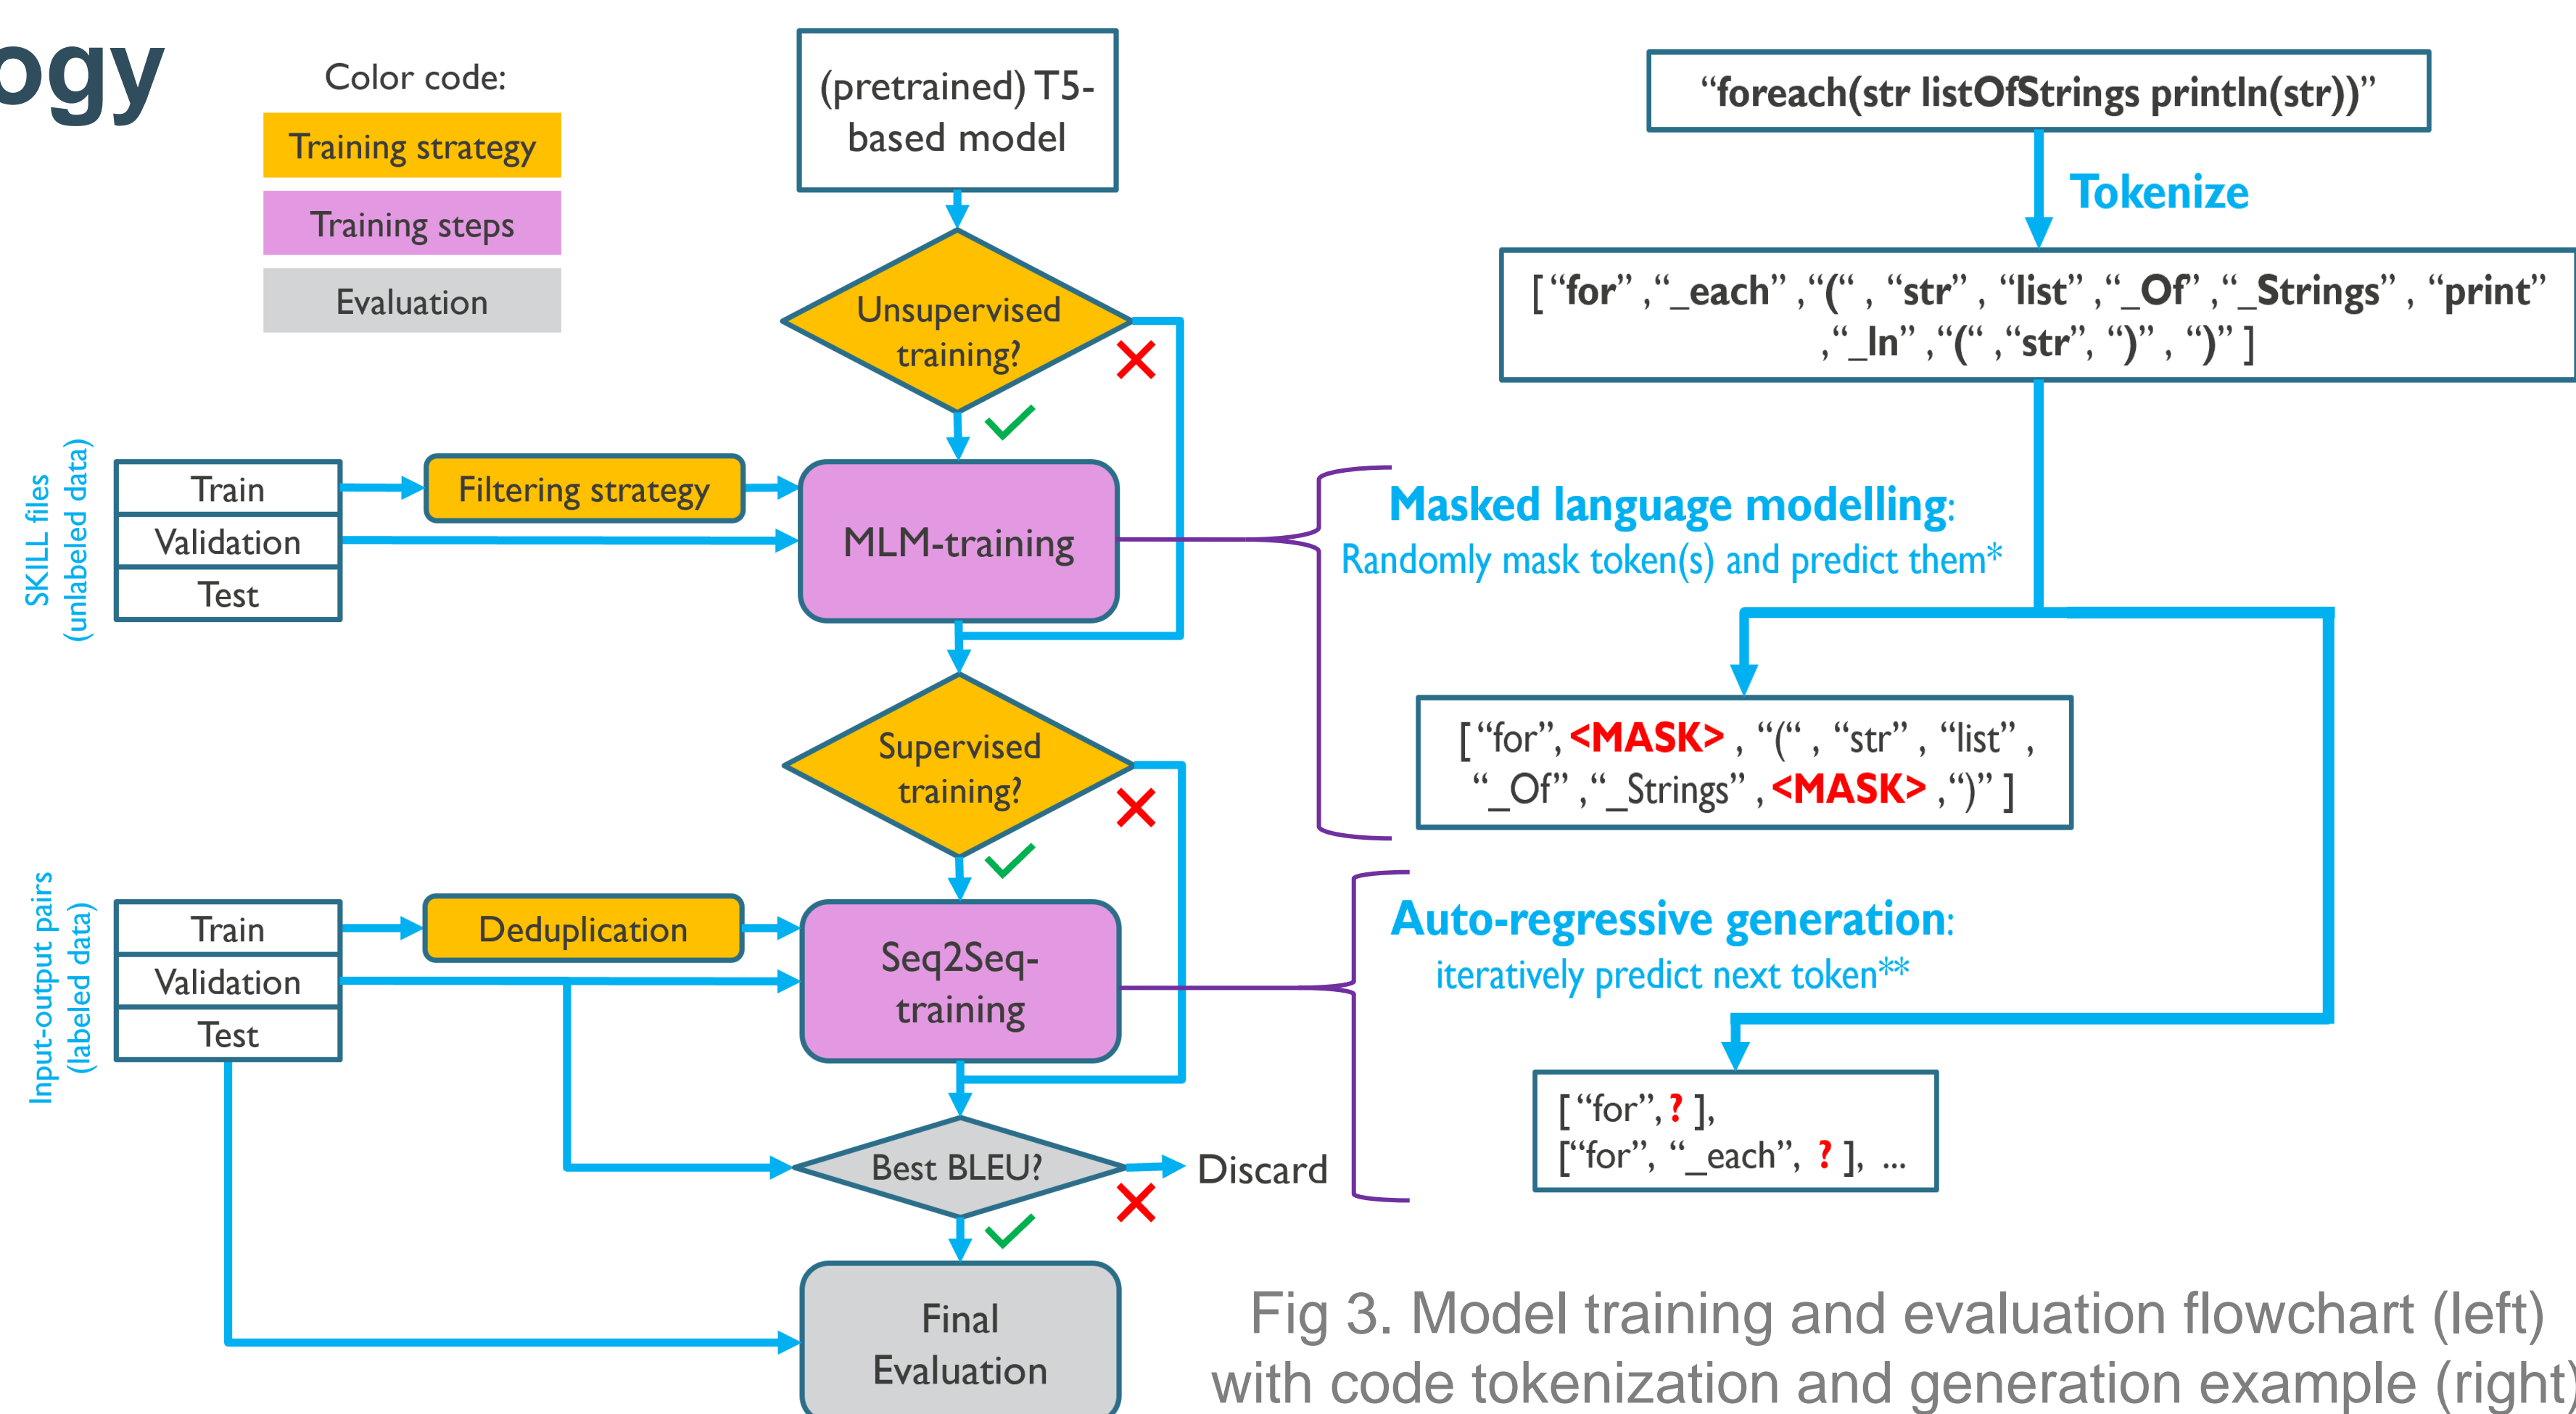 ogy
Color code:
Training strategy
Training steps
Evaluation
(pretrained) T5-
based model
Unsupervised
training?
SKILL files
(unlabeled data)
Train
Validation
Test
Filtering strategy
MLM-training
Supervised
training?
Input-output pairs
(labeled data)
Train
Validation
Test
Deduplication
Seq2Seq-
training
Best BLEU?
Discard
Final
Evaluation
“foreach(str listOfStrings println(str))”
Tokenize
[ “for” ,“_each” ,“(“ , “str” , “list” ,“_Of” ,“_Strings” , “print”
,“_ln” ,“(“ ,“str”, “)” , “)” ]
Masked language modelling:
Randomly mask token(s) and predict them*
[ “for”, <MASK> , “(“ , “str” , “list” ,
“_Of” ,“_Strings” , <MASK> ,“)” ]
Auto-regressive generation:
iteratively predict next token**
[ “for”, ? ],
[“for”, “_each”, ? ], ...
Fig 3. Model training and evaluation flowchart (left)
with code tokenization and generation example (right)